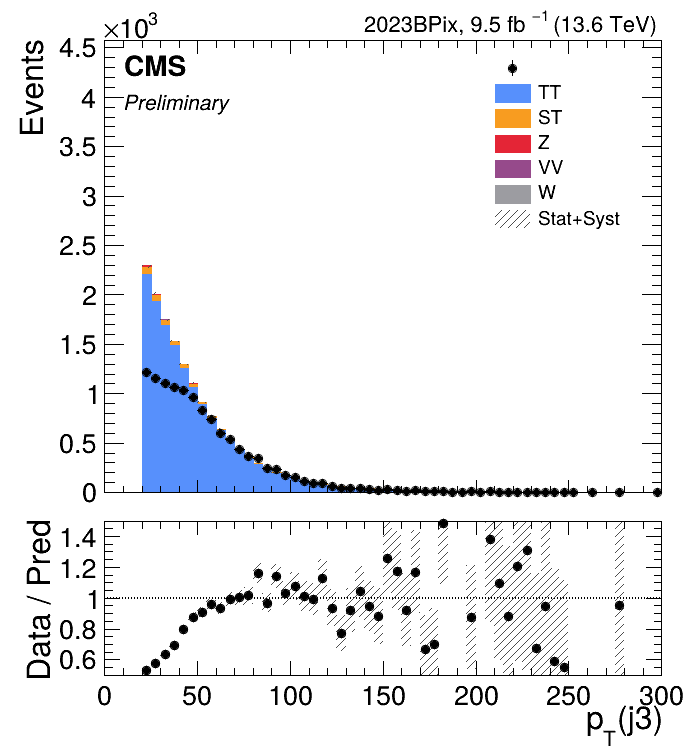 ×10³
2023BPix, 9.5 fb ⁻¹ (13.6 TeV)
CMS
Preliminary
Events
4.5
4
3.5
3
2.5
2
1.5
1
0.5
0
TT
ST
Z
VV
W
Stat+Syst
Data / Pred
1.4
1.2
1
0.8
0.6
0 50 100 150 200 250 300
p_T(j3)